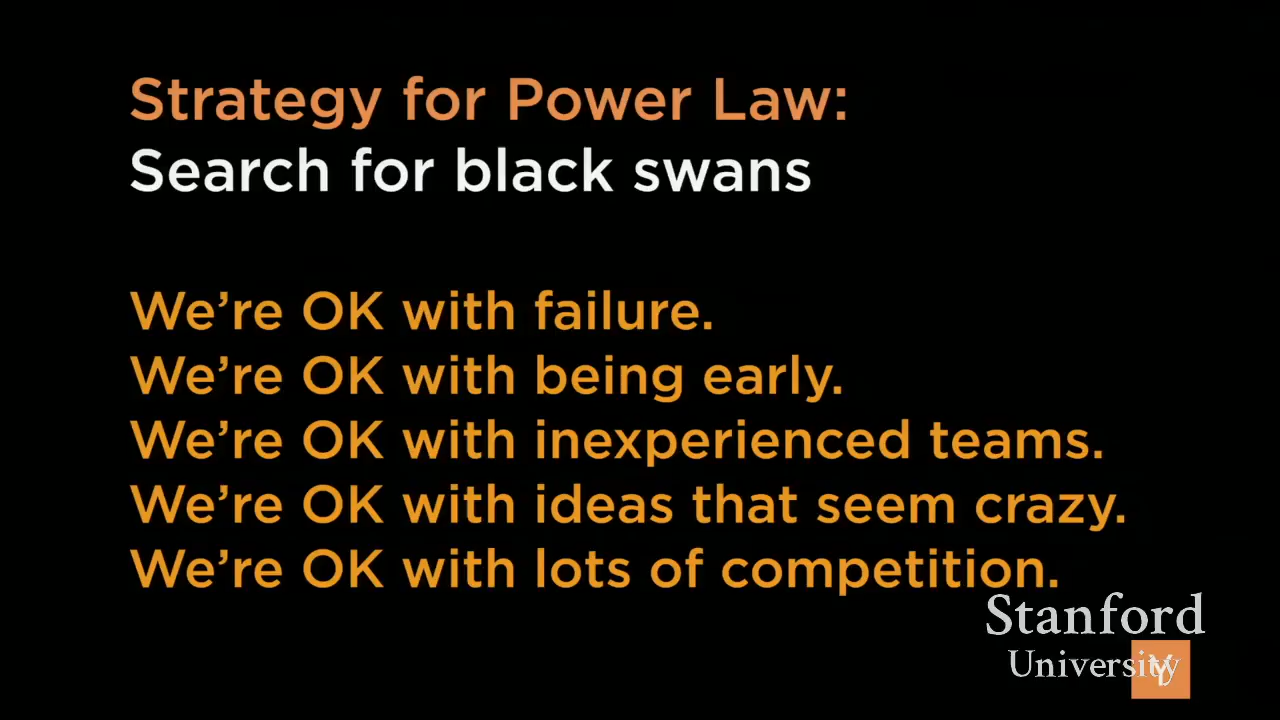 Strategy for Power Law:
Search for black swans
We’re OK with failure.
We’re OK with being early.
We’re OK with inexperienced teams.
We’re OK with ideas that seem crazy.
We’re OK with lots of competition.
Stanford
University
Y